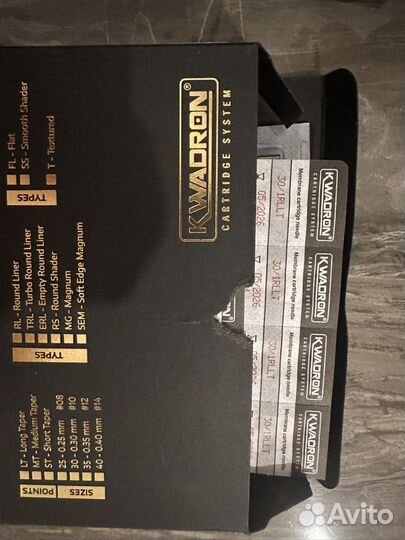 KWADRON®
CARTRIDGE SYSTEM
FL - Flat
SS - Smooth Shader
T - Textured
TYPES
RL - Round Liner
TRL - Turbo Round Liner
ERL - Empty Round Liner
RS - Round Shader
MG - Magnum
SEM - Soft Edge Magnum
TYPES
LT - Long Taper
MT - Medium Taper
ST - Short Taper
25 - 0.25 mm #08
30 - 0.30 mm #10
35 - 0.35 mm #12
40 - 0.40 mm #14
POINTS
SIZES
KWADRON
CARTRIDGE SYSTEM
Membrane cartridge needle
30/1RLLT
05/2026
KWADRON
CARTRIDGE SYSTEM
Membrane cartridge needle
30/1RLLT
05/2026
KWADRON
CARTRIDGE SYSTEM
Membrane cartridge needle
30/1RLLT
KWADRON
CARTRIDGE SYSTEM
Membrane cartridge needle
30/1RLLT
Avito